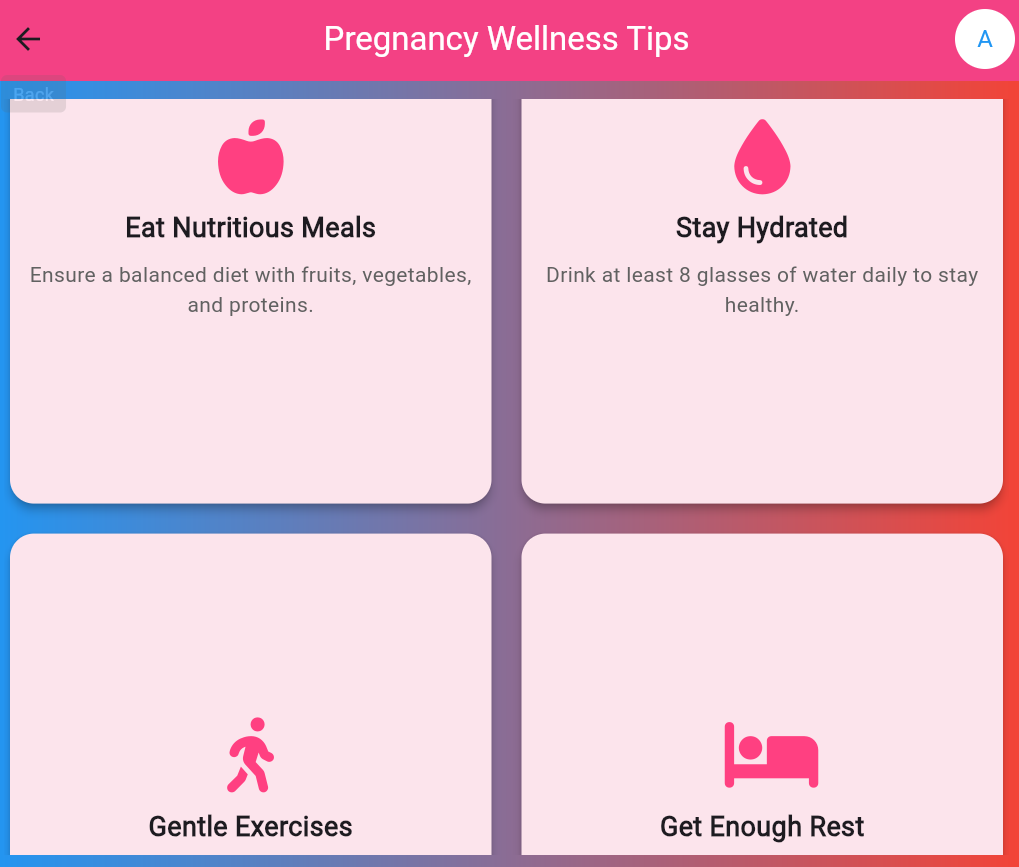 Pregnancy Wellness Tips
A
Back
Eat Nutritious Meals
Ensure a balanced diet with fruits, vegetables,
and proteins.
Stay Hydrated
Drink at least 8 glasses of water daily to stay
healthy.
Gentle Exercises
Get Enough Rest